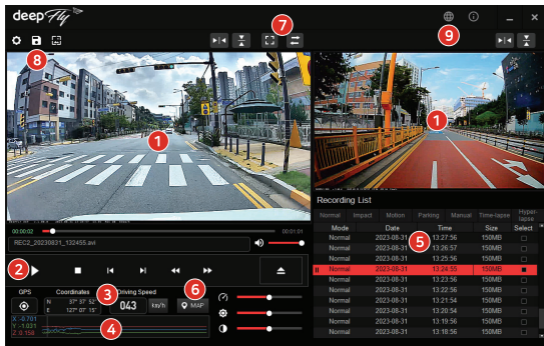 deep Fly
7
9
8
1
1
00:00:02
00:01:01
REC2_20230831_132455.avi
2
GPS
Coordinates
Driving Speed
3
6
N 37° 37' 52"
E 127° 07' 15"
043
km/h
MAP
X -0.701
Y -1.031
Z 0.156
4
Recording List
Normal Impact Motion Parking Manual Time-lapse Hyper-lapse
Mode Date Time Size Select
Normal 2023-08-31 13:27:56 150MB
5
Normal 2023-08-31 13:26:57 150MB
Normal 2023-08-31 13:25:56 150MB
Normal 2023-08-31 13:24:55 150MB
Normal 2023-08-31 13:23:56 150MB
Normal 2023-08-31 13:22:56 150MB
Normal 2023-08-31 13:21:54 150MB
Normal 2023-08-31 13:20:54 150MB
Normal 2023-08-31 13:19:56 150MB
Normal 2023-08-31 13:18:56 150MB